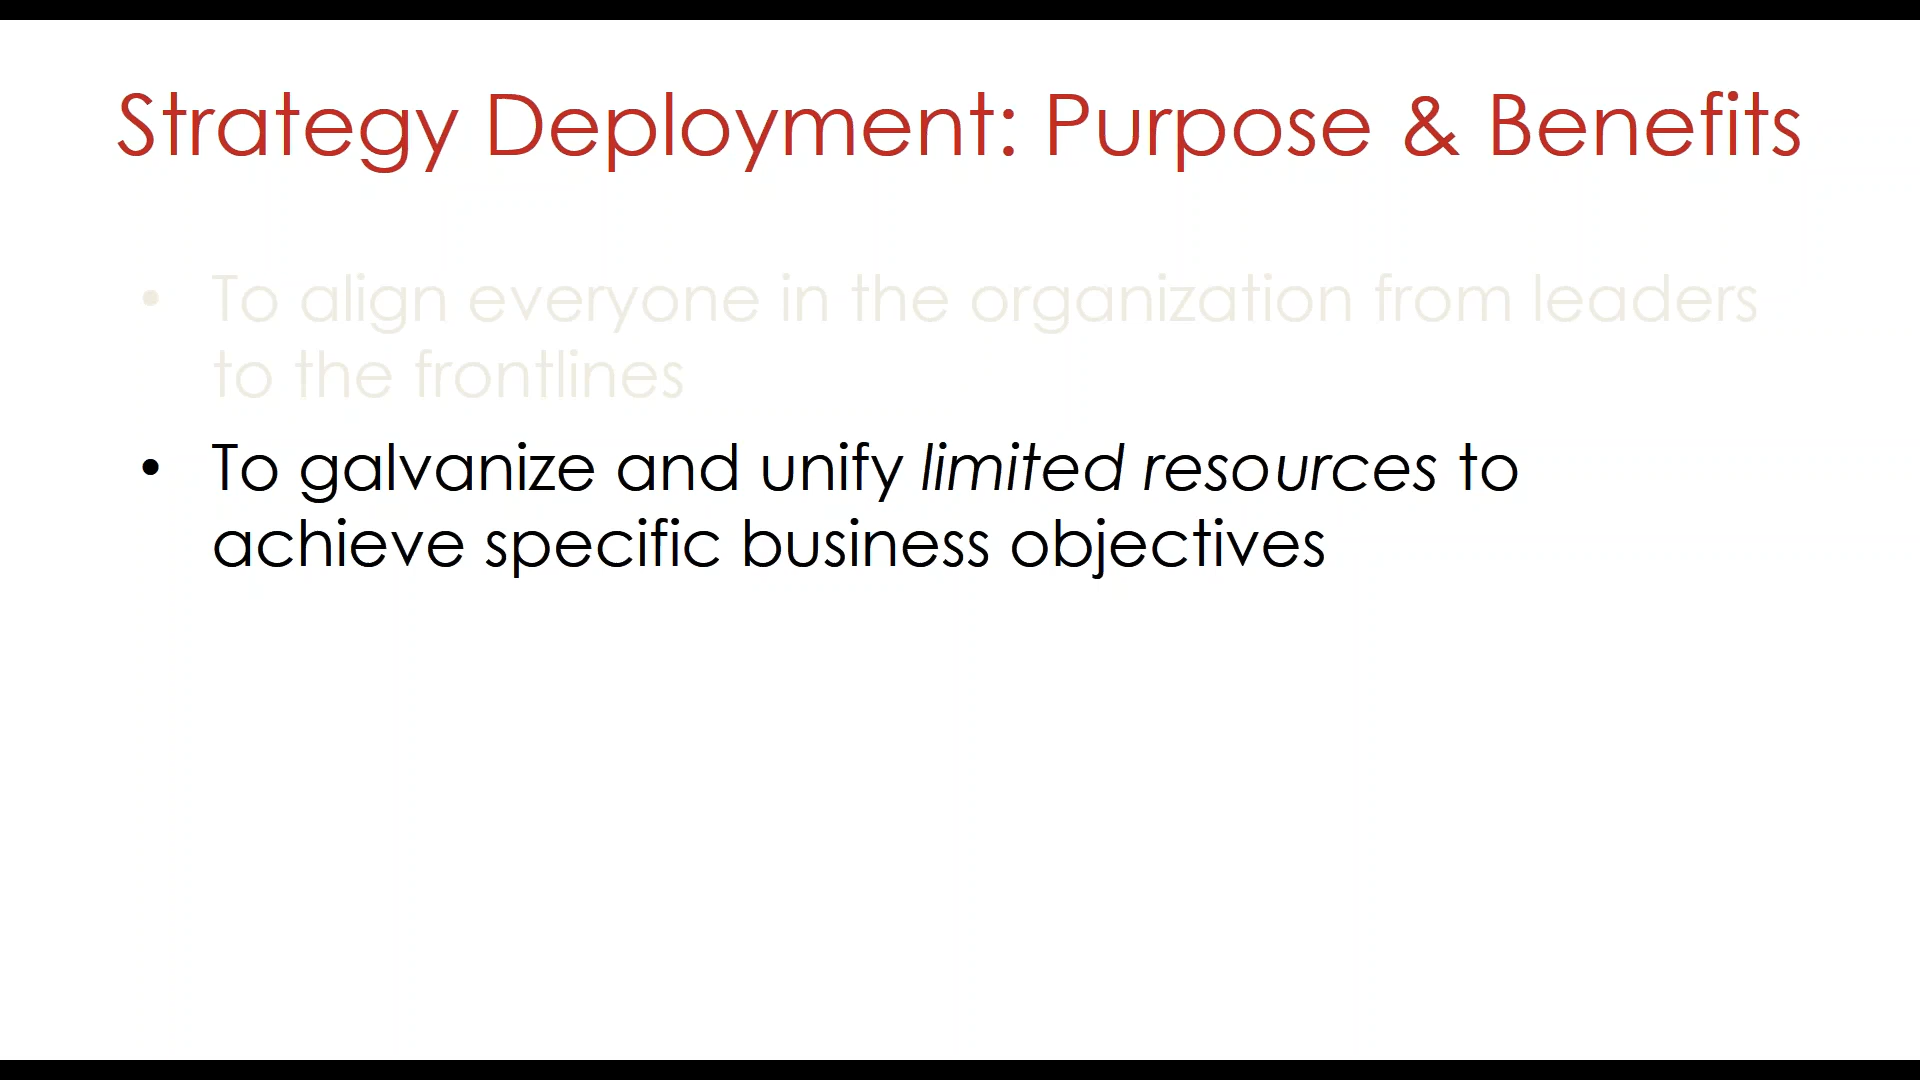 Strategy Deployment: Purpose & Benefits
• To align everyone in the organization from leaders
to the frontlines
• To galvanize and unify limited resources to
achieve specific business objectives